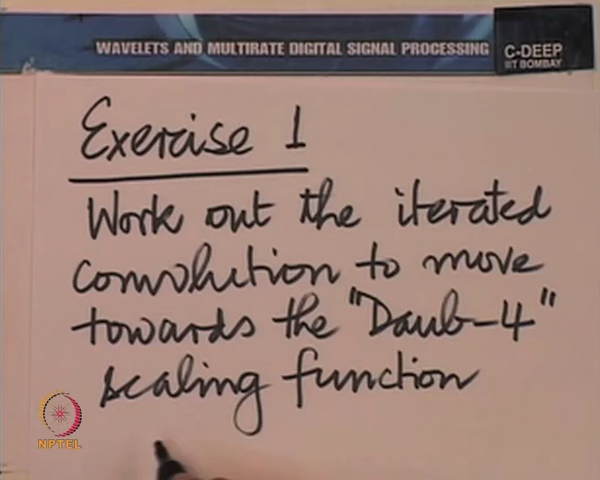 WAVELETS AND MULTIRATE DIGITAL SIGNAL PROCESSING
C-DEEP
IIT BOMBAY
Exercise 1
Work out the iterated
convolution to move
towards the "Daub-4"
scaling function
NPTEL